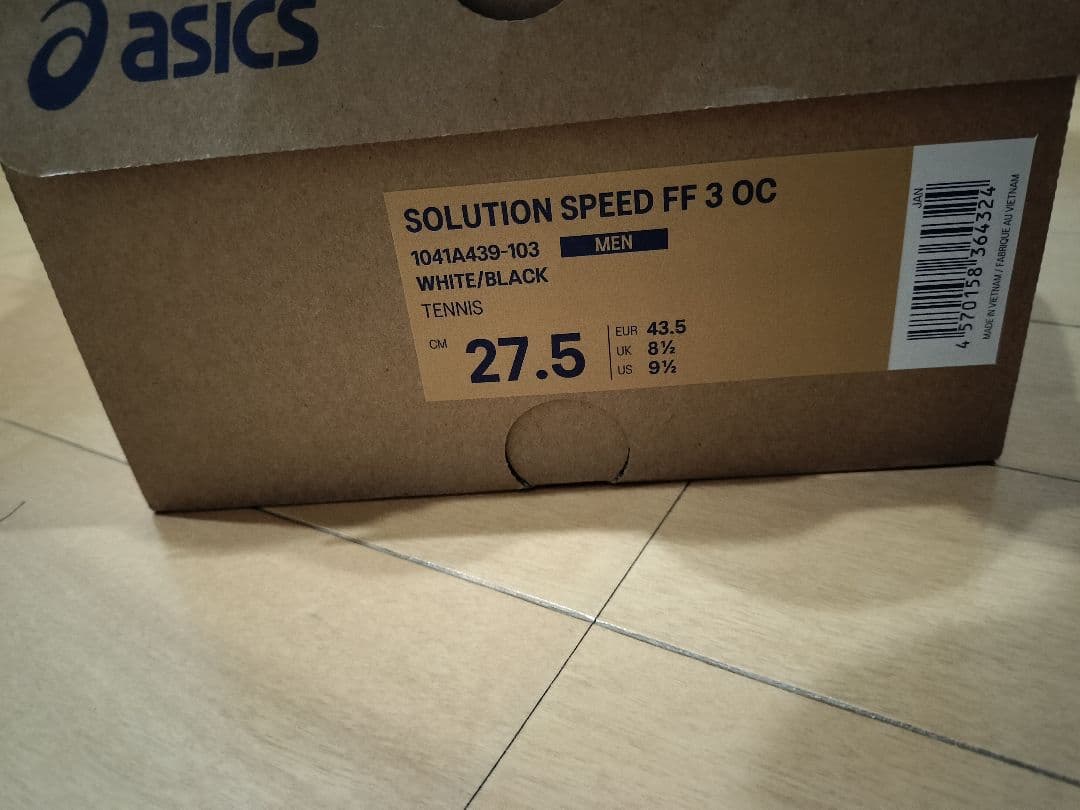 asics
SOLUTION SPEED FF 3 OC
1041A439-103 MEN
WHITE/BLACK
TENNIS
CM 27.5
EUR 43.5
UK 8½
US 9½
JAN
4570158364324
MADE IN VIETNAM / FABRIQUE AU VIETNAM